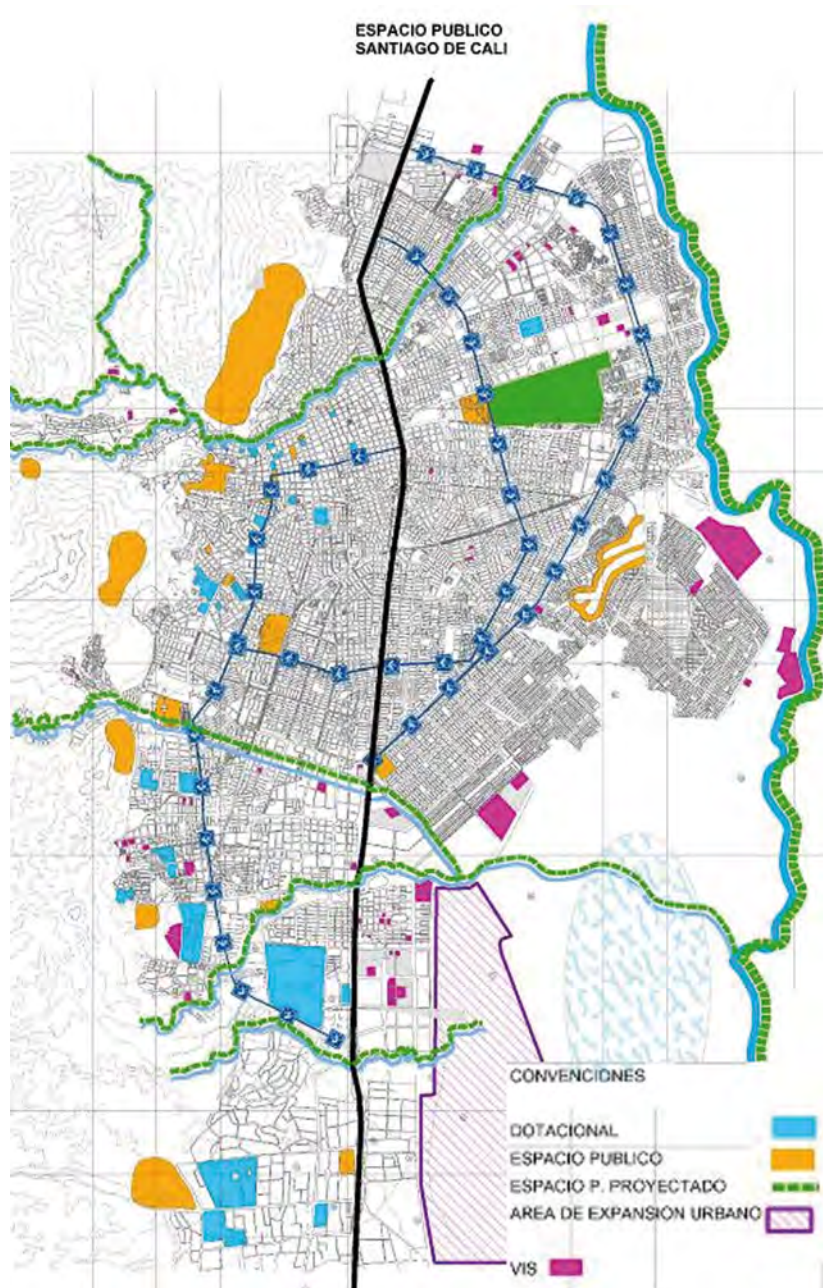 ESPACIO PUBLICO
SANTIAGO DE CALI
CONVENCIONES
DOTACIONAL
ESPACIO PUBLICO
ESPACIO P. PROYECTADO
AREA DE EXPANSION URBANO
VIS